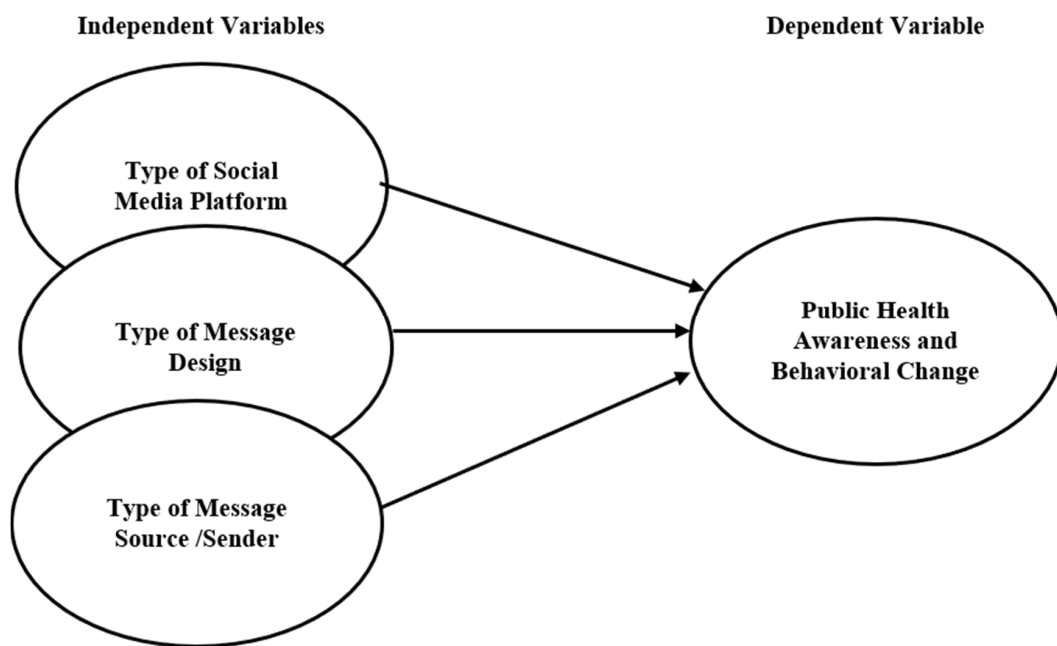 Independent Variables
Dependent Variable
Type of Social
Media Platform
Type of Message
Design
Type of Message
Source /Sender
Public Health
Awareness and
Behavioral Change